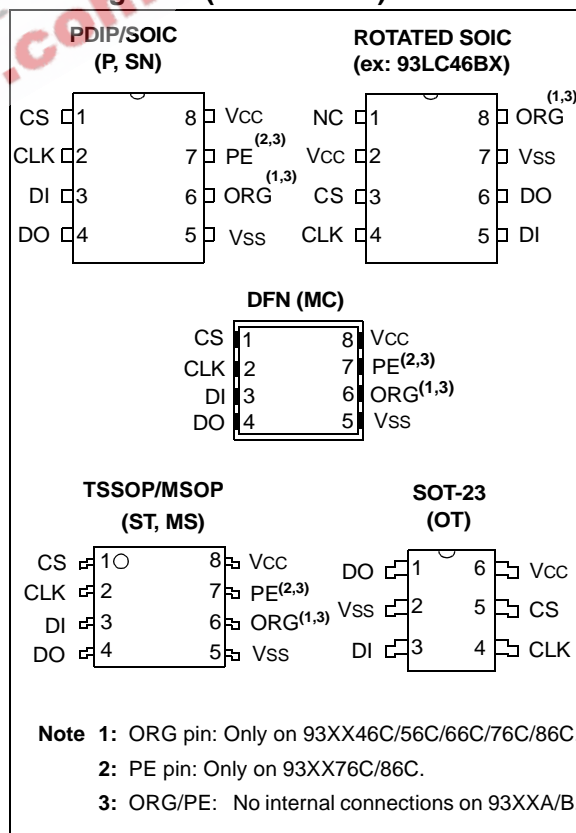 PDIP/SOIC
(P, SN)
CS 1 8 VCC
CLK 2 7 PE (2,3)
DI 3 6 ORG (1,3)
DO 4 5 VSS
ROTATED SOIC
(ex: 93LC46BX)
NC 1 8 ORG (1,3)
VCC 2 7 VSS
CS 3 6 DO
CLK 4 5 DI
DFN (MC)
CS 1 8 VCC
CLK 2 7 PE(2,3)
DI 3 6 ORG(1,3)
DO 4 5 VSS
TSSOP/MSOP
(ST, MS)
CS 1 8 VCC
CLK 2 7 PE(2,3)
DI 3 6 ORG(1,3)
DO 4 5 VSS
SOT-23
(OT)
DO 1 6 VCC
VSS 2 5 CS
DI 3 4 CLK
Note 1: ORG pin: Only on 93XX46C/56C/66C/76C/86C
2: PE pin: Only on 93XX76C/86C.
3: ORG/PE: No internal connections on 93XXA/B